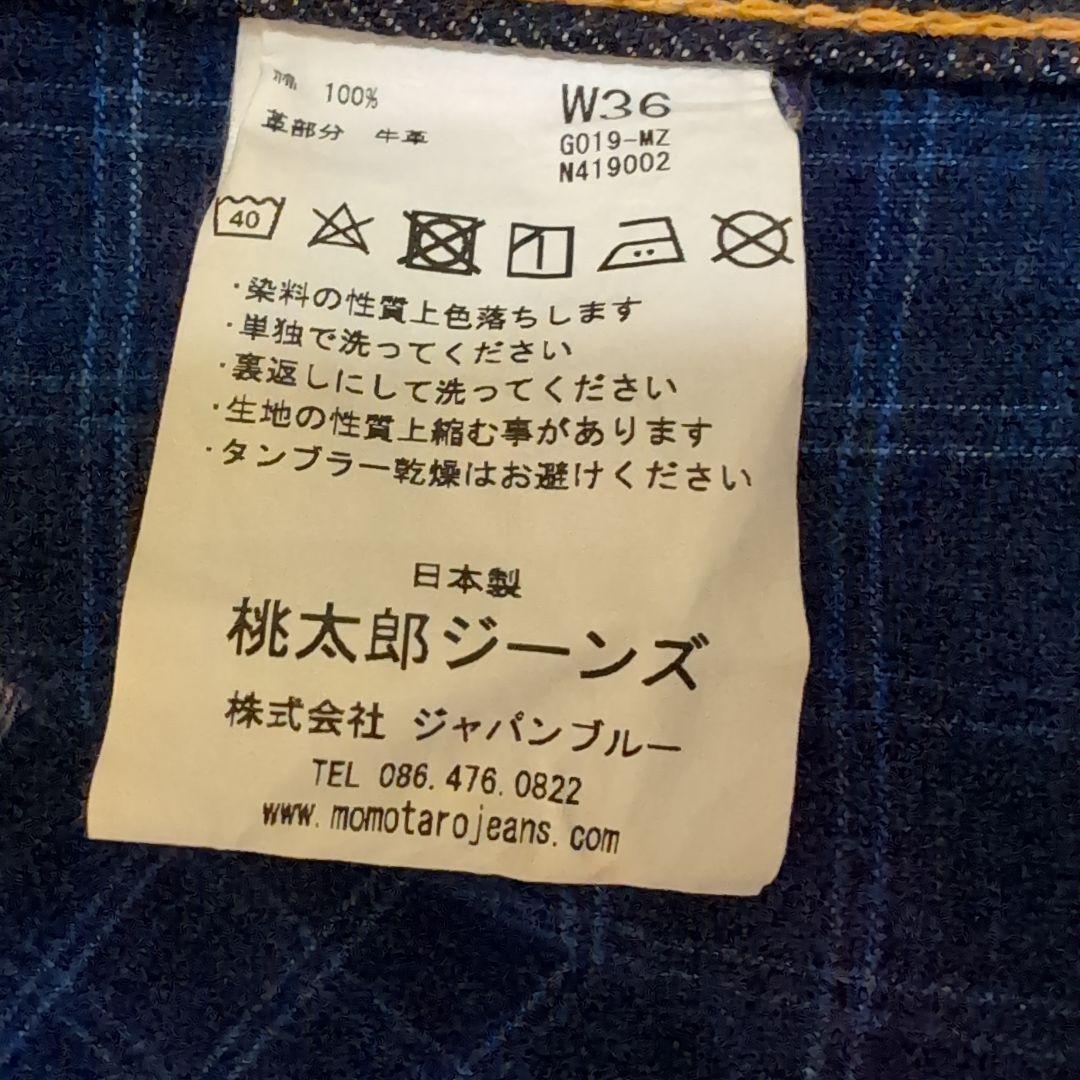 綿 100%
革部分 牛革
W36
G019-MZ
N419002
40
・染料の性質上色落ちします
・単独で洗ってください
・裏返しにして洗ってください
・生地の性質上縮む事があります
・タンブラー乾燥はお避けください
日本製
桃太郎ジーンズ
株式会社 ジャパンブルー
TEL 086.476.0822
www.momotarojeans.com